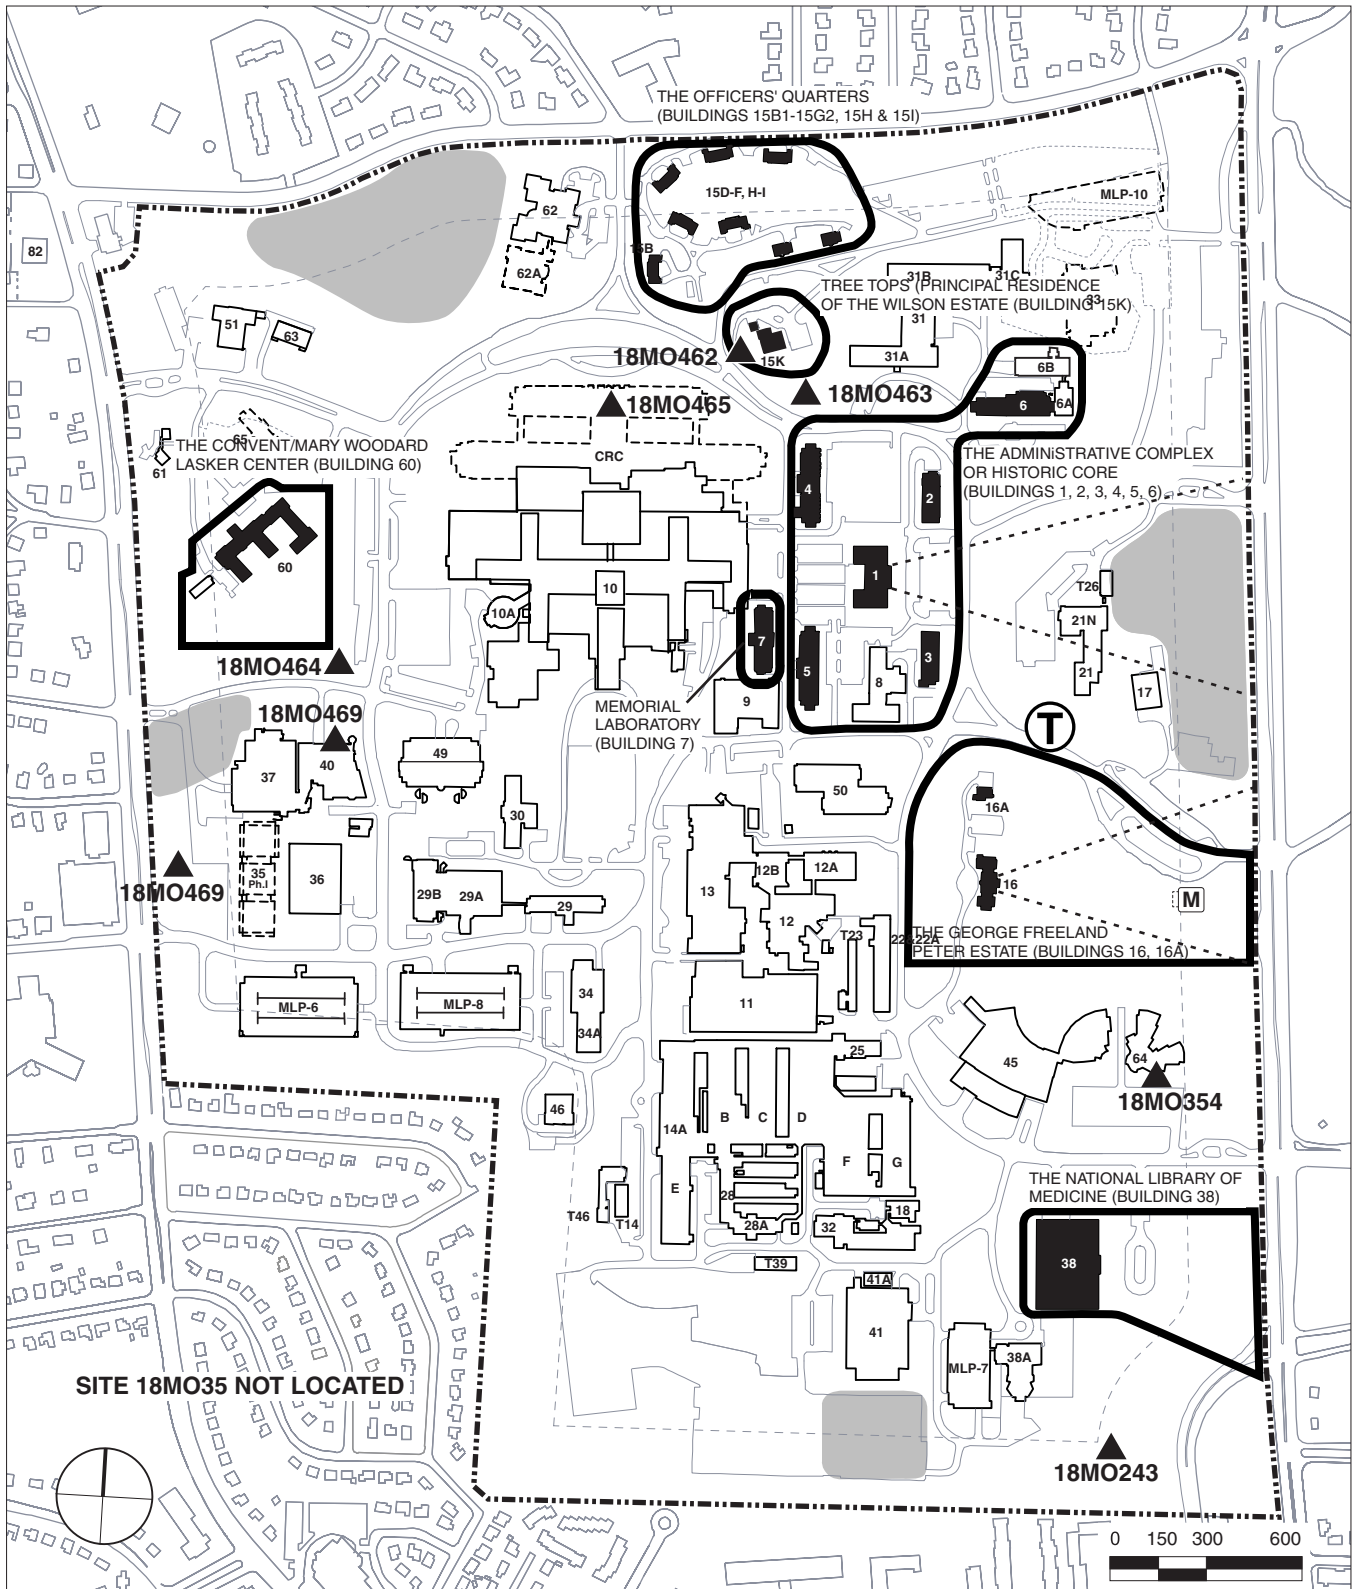 THE OFFICERS' QUARTERS
(BUILDINGS 15B1-15G2, 15H & 15I)
15D-F, H-I
MLP-10
62
82
15B
62A
31B
31C
TREE TOPS (PRINCIPAL RESIDENCE
OF THE WILSON ESTATE (BUILDING 15K)
33
51
63
31
18MO462
15K
31A
6B
18MO463
18MO465
6
6A
65
THE CONVENT/MARY WOODARD
LASKER CENTER (BUILDING 60)
61
CRC
THE ADMINISTRATIVE COMPLEX
OR HISTORIC CORE
(BUILDINGS 1, 2, 3, 4, 5, 6)
4
2
60
1
10
T26
10A
21N
7
18MO464
5
3
8
21
17
9
18MO469
MEMORIAL
LABORATORY
(BUILDING 7)
T
37
40
49
50
16A
30
12B
12A
18MO469
35
Ph.I
36
29B
29A
13
16
29
12
M
T23
22&22A
THE GEORGE FREELAND
PETER ESTATE (BUILDINGS 16, 16A)
34
MLP-6
MLP-8
11
34A
25
45
64
18MO354
46
14A
B
C
D
F
G
THE NATIONAL LIBRARY OF
MEDICINE (BUILDING 38)
E
28
T46
T14
28A
32
18
T39
38
41A
41
MLP-7
38A
SITE 18MO35 NOT LOCATED
18MO243
0 150 300 600